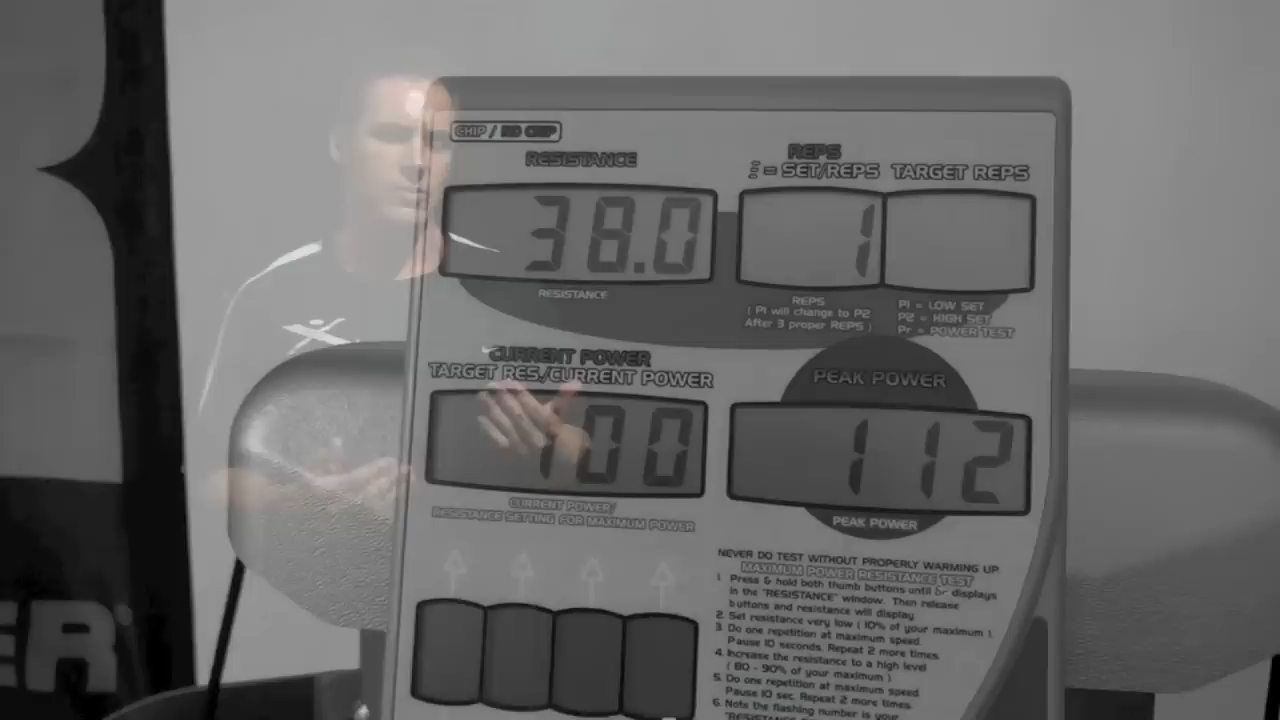 CHIP / NO CHIP
RESISTANCE
REPS
= SET/REPS
TARGET REPS
38.0
1
RESISTANCE
REPS
( P1 will change to P2
After 3 proper REPS )
P1 = LOW SET
P2 = HIGH SET
Pr = POWER TEST
CURRENT POWER
TARGET RES./CURRENT POWER
PEAK POWER
100
112
CURRENT POWER/
RESISTANCE SETTING FOR MAXIMUM POWER
PEAK POWER
NEVER DO TEST WITHOUT PROPERLY WARMING UP.
MAXIMUM POWER RESISTANCE TEST
1. Press & hold both thumb buttons until Pr displays
in the "RESISTANCE" window. Then release
buttons and resistance will display.
2. Set resistance very low ( 10% of your maximum ).
3. Do one repetition at maximum speed.
Pause 10 seconds. Repeat 2 more times.
4. Increase the resistance to a high level
( 80 - 90% of your maximum ).
5. Do one repetition at maximum speed.
Pause 10 sec. Repeat 2 more times.
6. Note the flashing number is your
ER